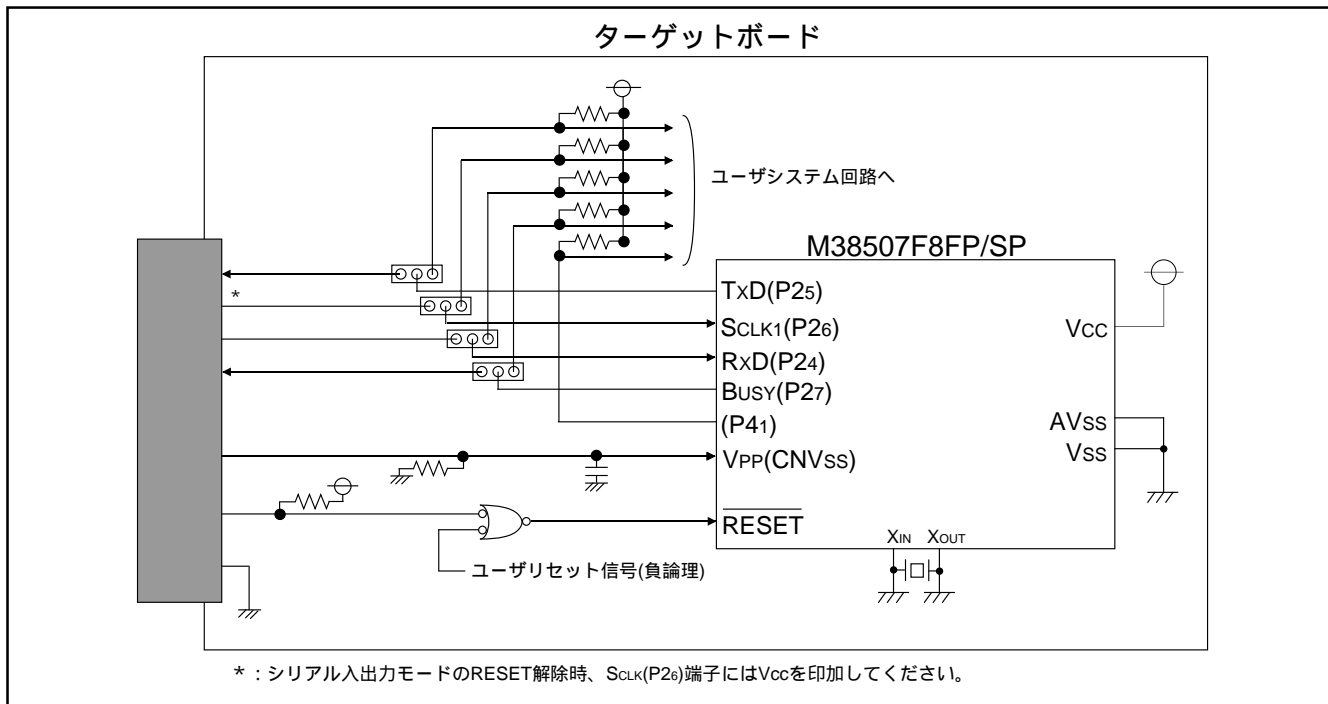 ターゲットボード
ユーザシステム回路へ
M38507F8FP/SP
*
TXD(P25)
SCLK1(P26)
RXD(P24)
BUSY(P27)
(P41)
VPP(CNVSS)
RESET
VCC
AVSS
VSS
XIN XOUT
ユーザリセット信号(負論理)
* : シリアル入出力モードのRESET解除時、SCLK(P26)端子にはVccを印加してください。